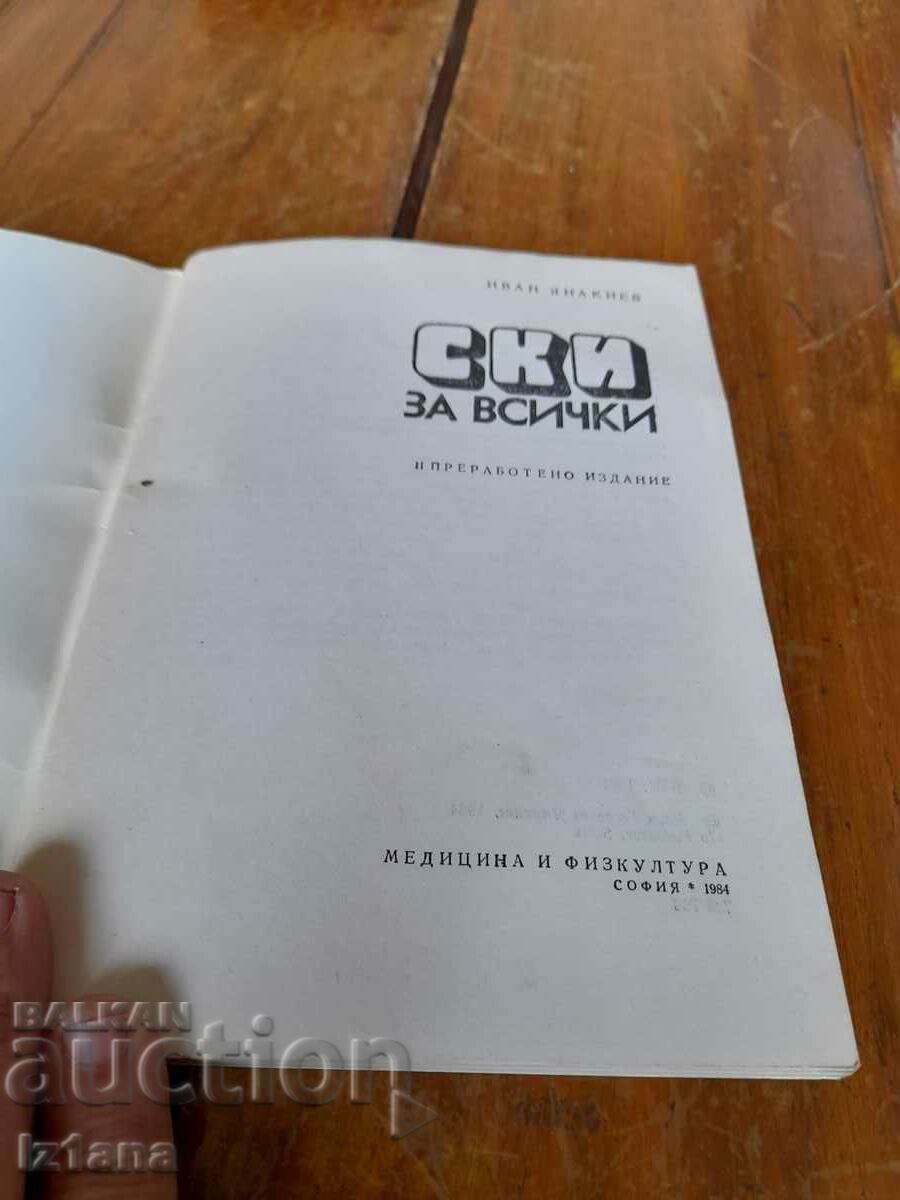 ИВАН ЯНАКИЕВ
СКИ
ЗА ВСИЧКИ
II ПРЕРАБОТЕНО ИЗДАНИЕ
МЕДИЦИНА И ФИЗКУЛТУРА
СОФИЯ * 1984
BALKAN
auction
Iz1ana